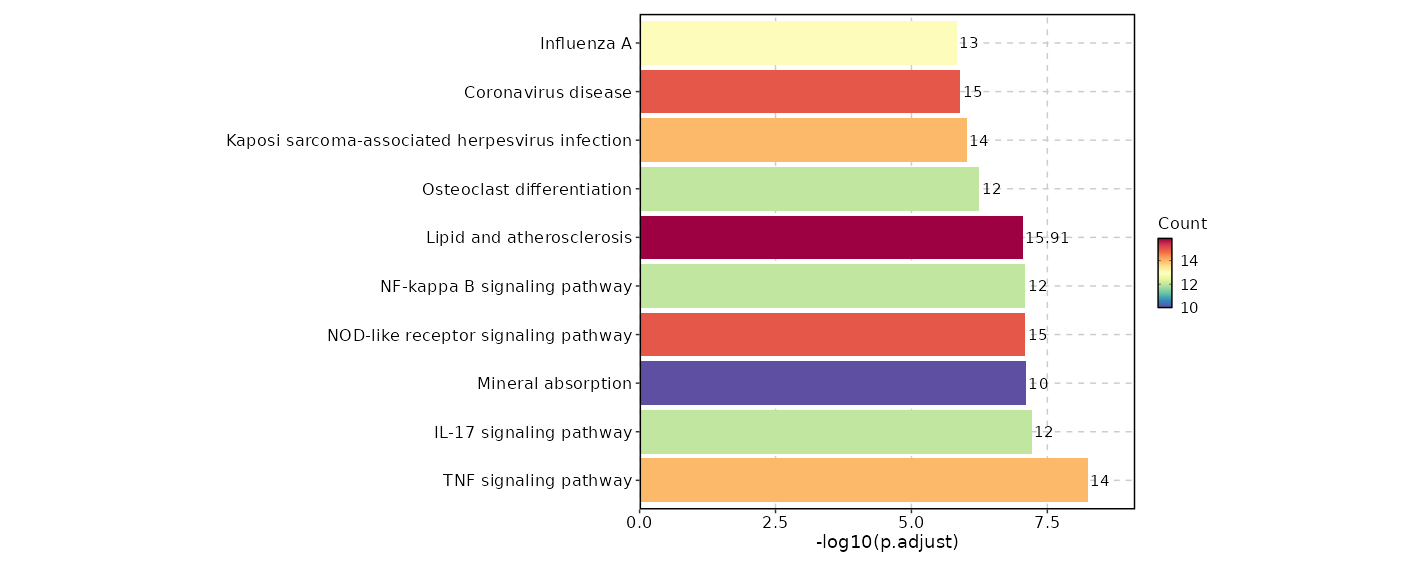 Influenza A 13
Coronavirus disease 15
Kaposi sarcoma-associated herpesvirus infection 14
Osteoclast differentiation 12
Lipid and atherosclerosis 15.91
NF-kappa B signaling pathway 12
NOD-like receptor signaling pathway 15
Mineral absorption 10
IL-17 signaling pathway 12
TNF signaling pathway 14
0.0 2.5 5.0 7.5
-log10(p.adjust)
Count
14
12
10